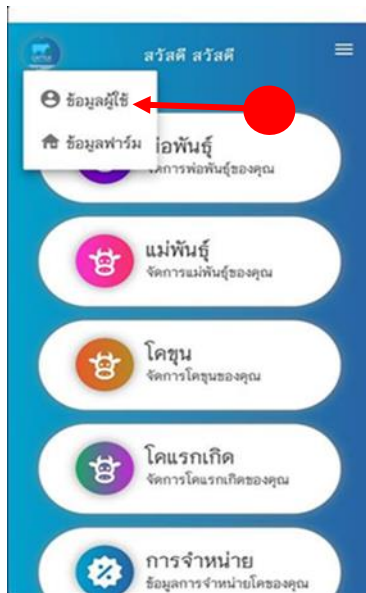 สวัสดี สวัสดี
ข้อมูลผู้ใช้
ข้อมูลฟาร์ม
พ่อพันธุ์
จัดการพ่อพันธุ์ของคุณ
แม่พันธุ์
จัดการแม่พันธุ์ของคุณ
โคขุน
จัดการโคขุนของคุณ
โคแรกเกิด
จัดการโคแรกเกิดของคุณ
การจำหน่าย
ข้อมูลการจำหน่ายโคของคุณ